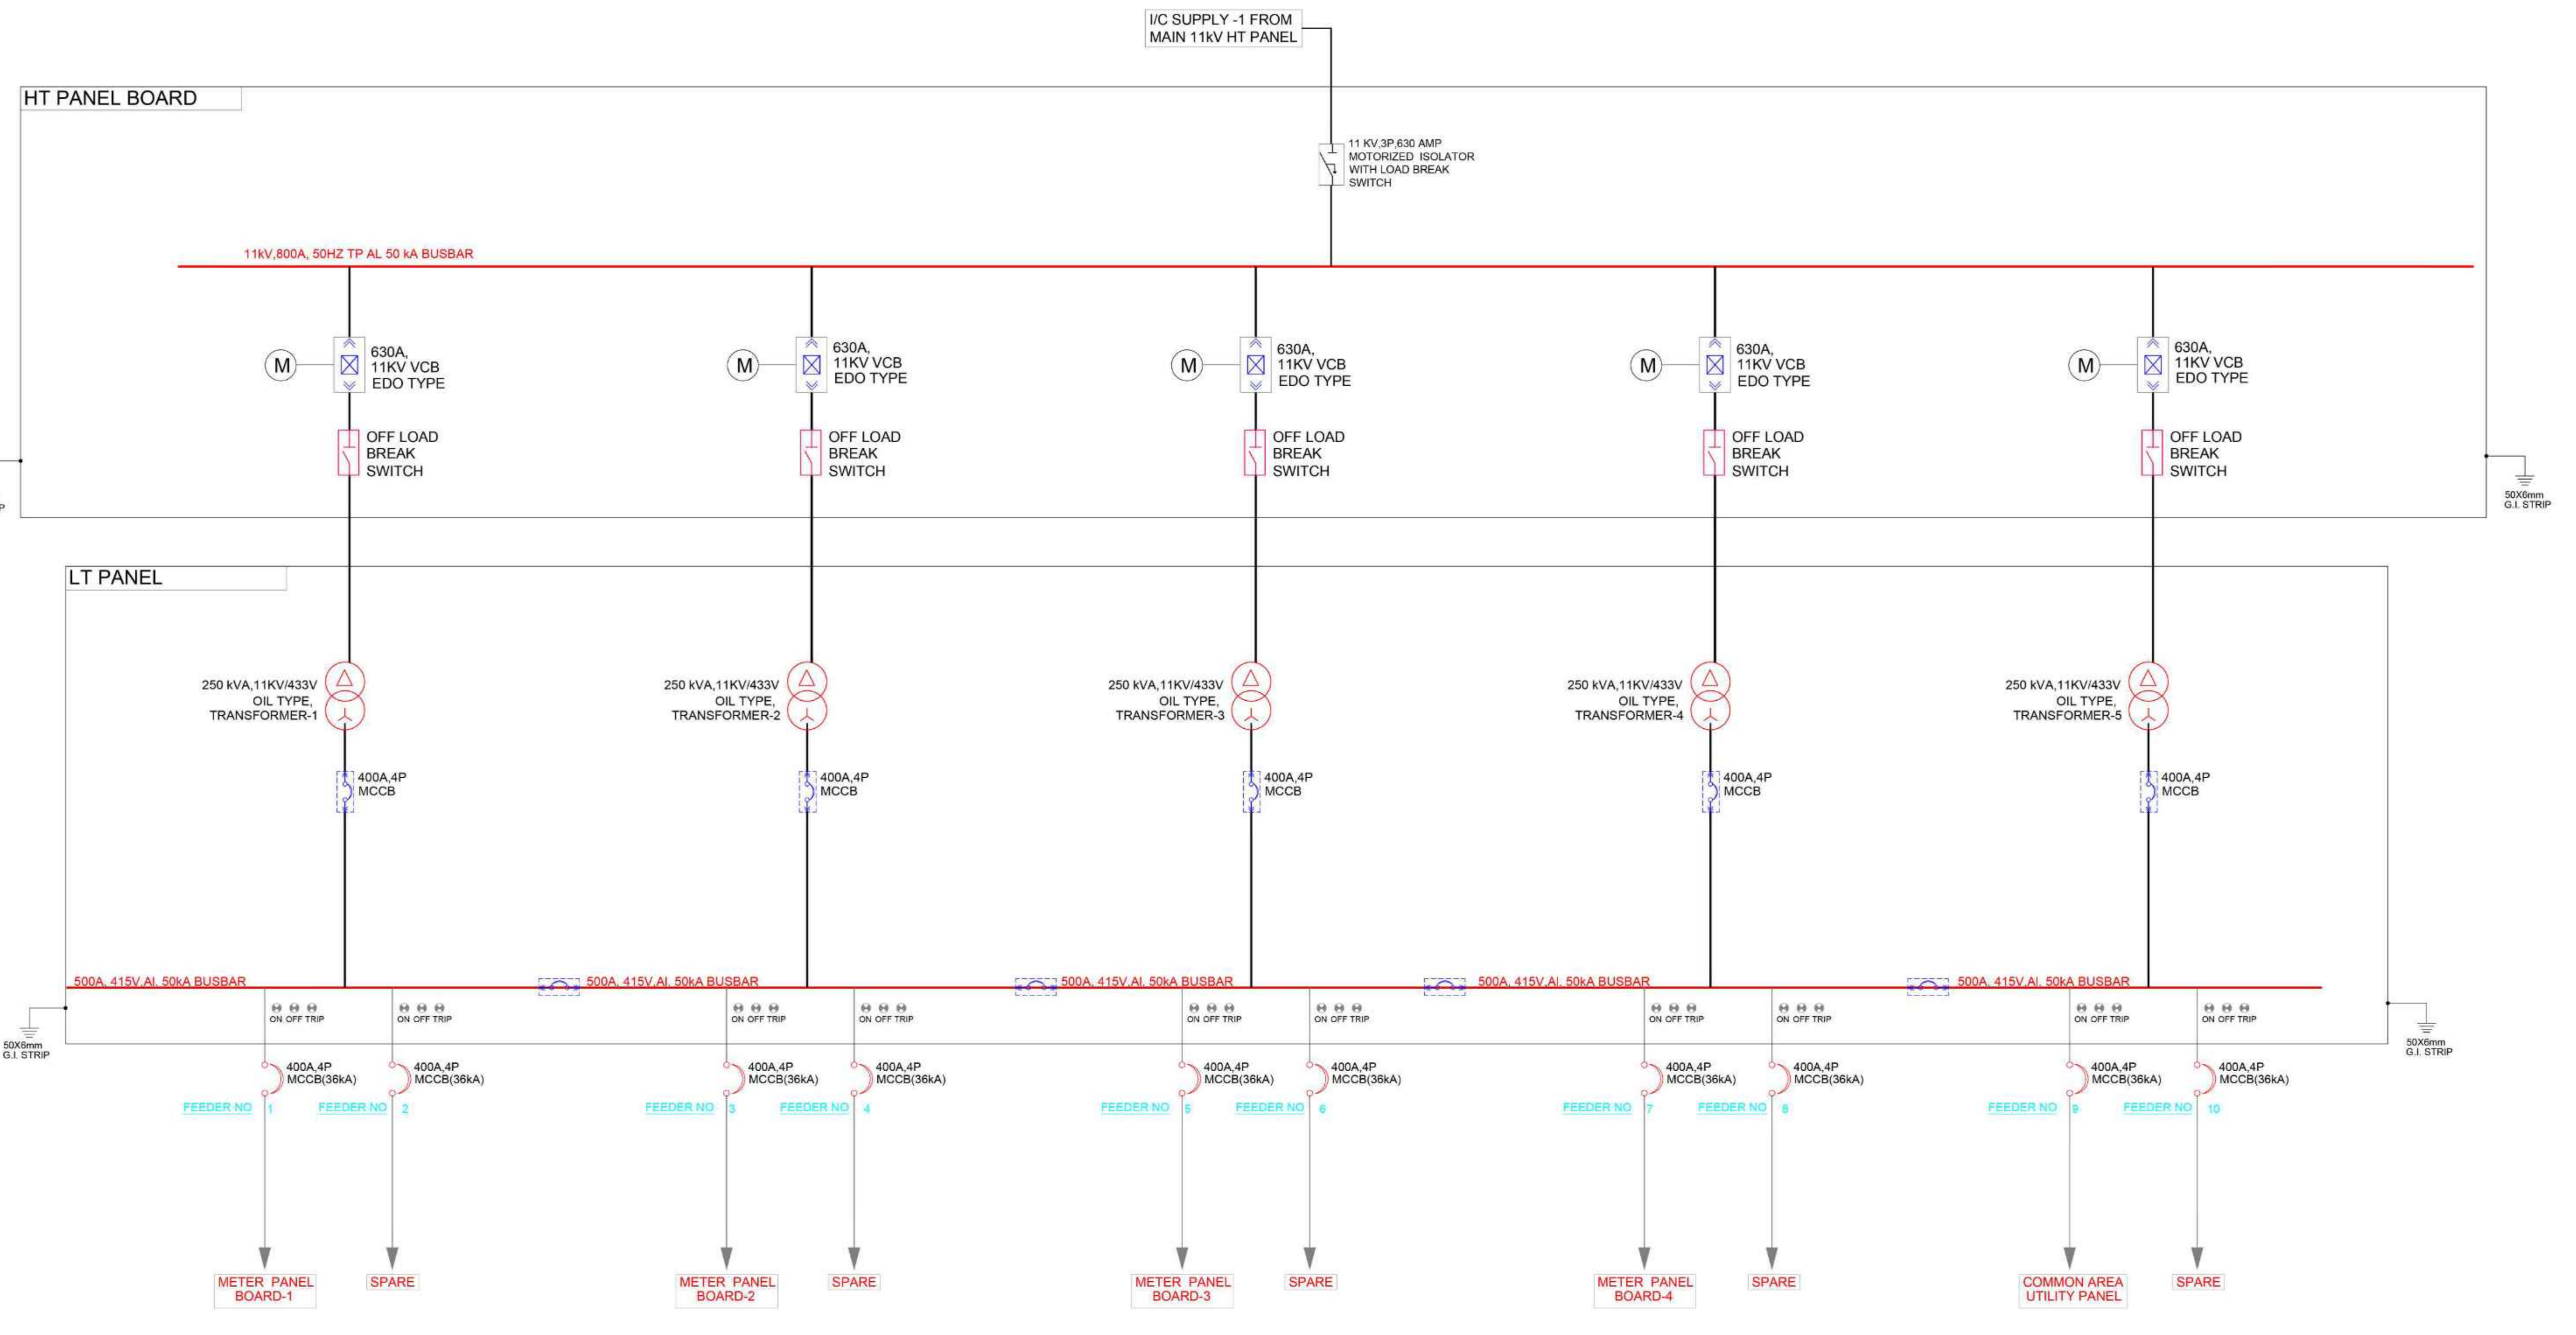 I/C SUPPLY -1 FROM
MAIN 11kV HT PANEL
HT PANEL BOARD
11 KV,3P,630 AMP
MOTORIZED ISOLATOR
WITH LOAD BREAK
SWITCH
11kV,800A, 50HZ TP AL 50 kA BUSBAR
M
630A,
11KV VCB
EDO TYPE
M
630A,
11KV VCB
EDO TYPE
M
630A,
11KV VCB
EDO TYPE
M
630A,
11KV VCB
EDO TYPE
M
630A,
11KV VCB
EDO TYPE
OFF LOAD
BREAK
SWITCH
OFF LOAD
BREAK
SWITCH
OFF LOAD
BREAK
SWITCH
OFF LOAD
BREAK
SWITCH
OFF LOAD
BREAK
SWITCH
P
50X6mm
G.I. STRIP
LT PANEL
250 kVA,11KV/433V
OIL TYPE,
TRANSFORMER-1
250 kVA,11KV/433V
OIL TYPE,
TRANSFORMER-2
250 kVA,11KV/433V
OIL TYPE,
TRANSFORMER-3
250 kVA,11KV/433V
OIL TYPE,
TRANSFORMER-4
250 kVA,11KV/433V
OIL TYPE,
TRANSFORMER-5
400A,4P
MCCB
400A,4P
MCCB
400A,4P
MCCB
400A,4P
MCCB
400A,4P
MCCB
500A, 415V,Al. 50kA BUSBAR
500A, 415V,Al. 50kA BUSBAR
500A, 415V,Al. 50kA BUSBAR
500A, 415V,Al. 50kA BUSBAR
500A, 415V,Al. 50kA BUSBAR
ON OFF TRIP
ON OFF TRIP
ON OFF TRIP
ON OFF TRIP
ON OFF TRIP
ON OFF TRIP
ON OFF TRIP
ON OFF TRIP
ON OFF TRIP
ON OFF TRIP
50X6mm
G.I. STRIP
50X6mm
G.I. STRIP
400A,4P
MCCB(36kA)
400A,4P
MCCB(36kA)
400A,4P
MCCB(36kA)
400A,4P
MCCB(36kA)
400A,4P
MCCB(36kA)
400A,4P
MCCB(36kA)
400A,4P
MCCB(36kA)
400A,4P
MCCB(36kA)
400A,4P
MCCB(36kA)
400A,4P
MCCB(36kA)
FEEDER NO 1
FEEDER NO 2
FEEDER NO 3
FEEDER NO 4
FEEDER NO 5
FEEDER NO 6
FEEDER NO 7
FEEDER NO 8
FEEDER NO 9
FEEDER NO 10
METER PANEL
BOARD-1
SPARE
METER PANEL
BOARD-2
SPARE
METER PANEL
BOARD-3
SPARE
METER PANEL
BOARD-4
SPARE
COMMON AREA
UTILITY PANEL
SPARE